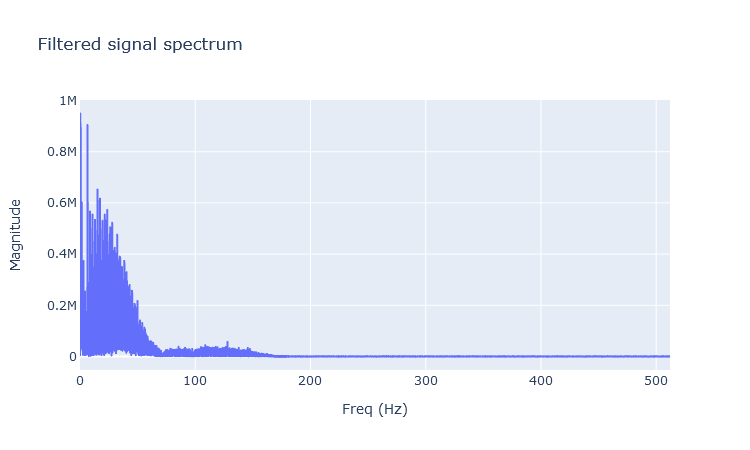 Filtered signal spectrum
1M
0.8M
0.6M
0.4M
0.2M
0
Magnitude
0 100 200 300 400 500
Freq (Hz)